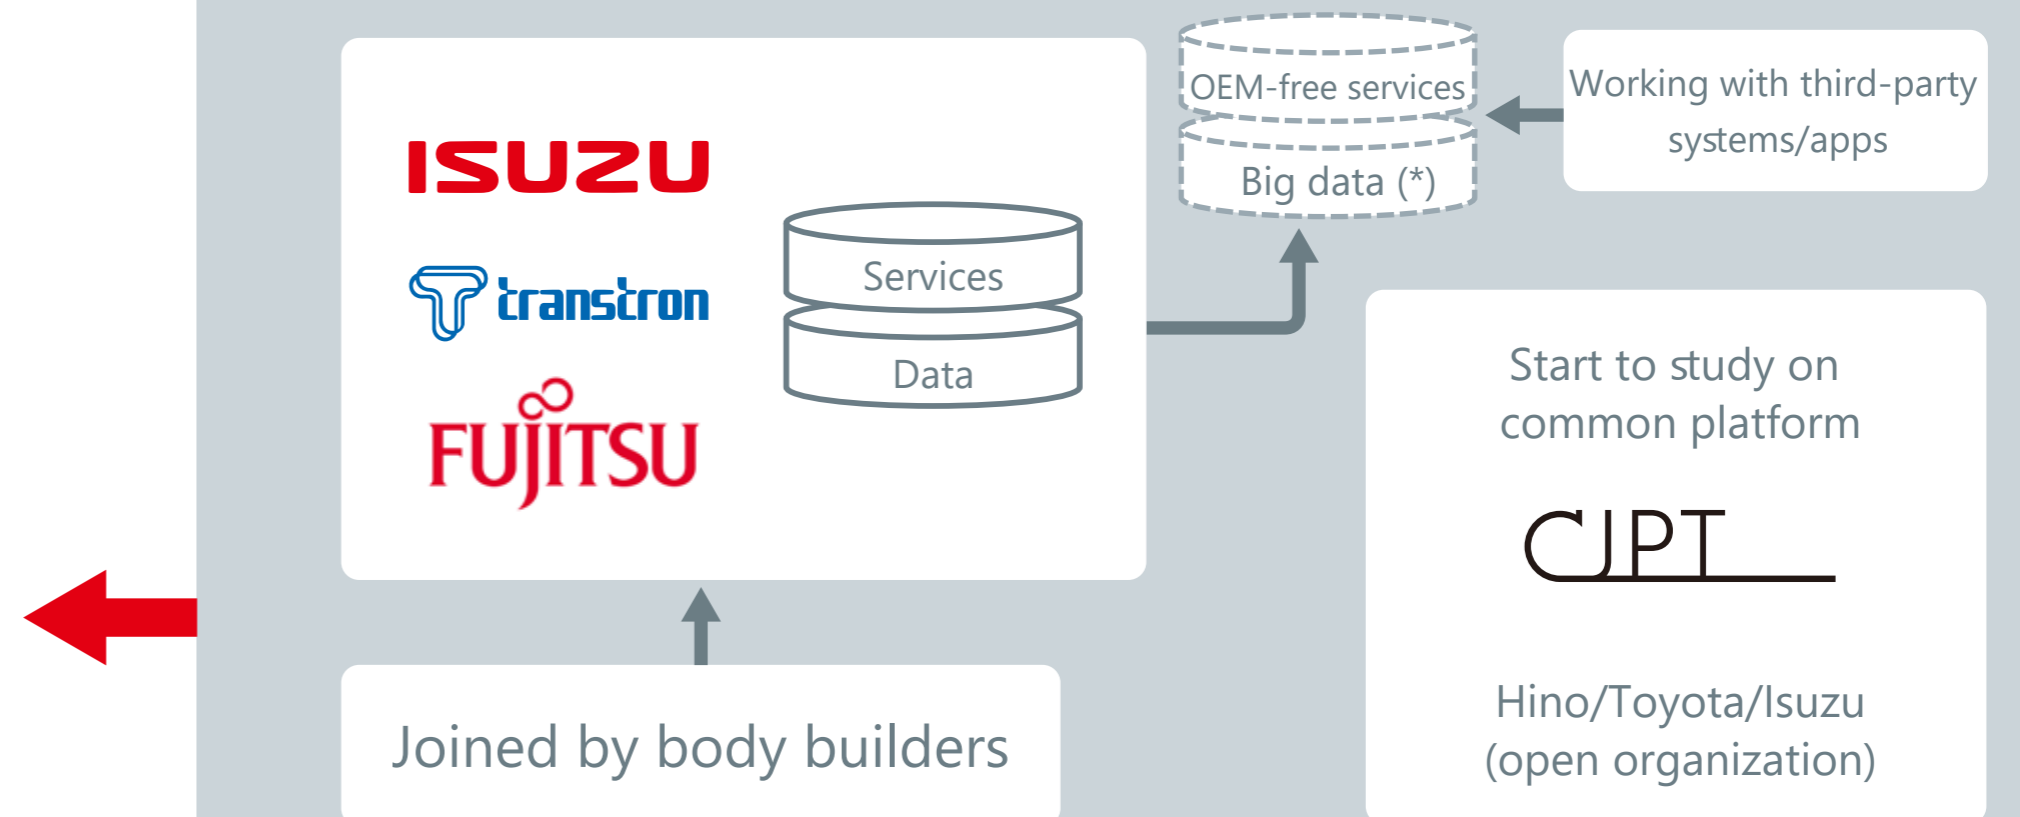 ISUZU
transtron
FUJITSU
Services
Data
OEM-free services
Big data (*)
Working with third-party
systems/apps
Start to study on
common platform
CJPT
Hino/Toyota/Isuzu
(open organization)
Joined by body builders